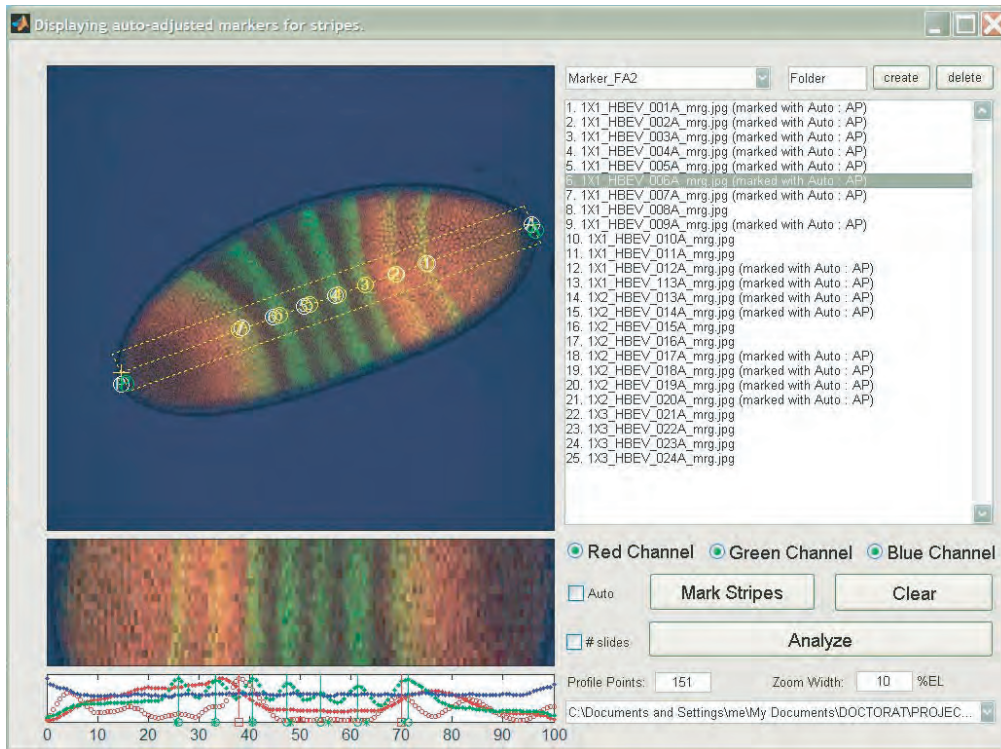 Displaying auto-adjusted markers for stripes.
Marker_FA2
Folder
create
delete
1. 1X1_HBEV_001A_mrg.jpg (marked with Auto : AP)
2. 1X1_HBEV_002A_mrg.jpg (marked with Auto : AP)
3. 1X1_HBEV_003A_mrg.jpg (marked with Auto : AP)
4. 1X1_HBEV_004A_mrg.jpg (marked with Auto : AP)
5. 1X1_HBEV_005A_mrg.jpg (marked with Auto : AP)
6. 1X1_HBEV_006A_mrg.jpg (marked with Auto : AP)
7. 1X1_HBEV_007A_mrg.jpg (marked with Auto : AP)
8. 1X1_HBEV_008A_mrg.jpg
9. 1X1_HBEV_009A_mrg.jpg (marked with Auto : AP)
10. 1X1_HBEV_010A_mrg.jpg
11. 1X1_HBEV_011A_mrg.jpg
12. 1X1_HBEV_012A_mrg.jpg (marked with Auto : AP)
13. 1X1_HBEV_113A_mrg.jpg (marked with Auto : AP)
14. 1X2_HBEV_013A_mrg.jpg (marked with Auto : AP)
15. 1X2_HBEV_014A_mrg.jpg (marked with Auto : AP)
16. 1X2_HBEV_015A_mrg.jpg
17. 1X2_HBEV_016A_mrg.jpg
18. 1X2_HBEV_017A_mrg.jpg (marked with Auto : AP)
19. 1X2_HBEV_018A_mrg.jpg (marked with Auto : AP)
20. 1X2_HBEV_019A_mrg.jpg (marked with Auto : AP)
21. 1X2_HBEV_020A_mrg.jpg (marked with Auto : AP)
22. 1X3_HBEV_021A_mrg.jpg
23. 1X3_HBEV_022A_mrg.jpg
24. 1X3_HBEV_023A_mrg.jpg
25. 1X3_HBEV_024A_mrg.jpg
A
1
2
3
4
5
6
P
Red Channel
Green Channel
Blue Channel
Auto
Mark Stripes
Clear
# slides
Analyze
Profile Points:
151
Zoom Width:
10
%EL
C:\Documents and Settings\me\My Documents\DOCTORAT\PROJEC...
0 10 20 30 40 50 60 70 80 90 100